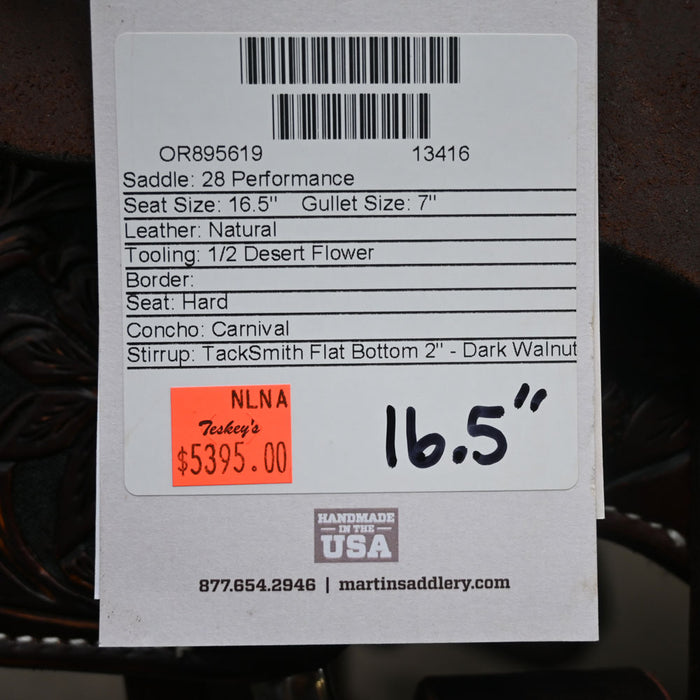 OR895619 13416
Saddle: 28 Performance
Seat Size: 16.5" Gullet Size: 7"
Leather: Natural
Tooling: 1/2 Desert Flower
Border:
Seat: Hard
Concho: Carnival
Stirrup: TackSmith Flat Bottom 2" - Dark Walnut
NLNA
Teskey's
$5395.00
16.5"
HANDMADE
IN THE
USA
877.654.2946 | martinsaddlery.com